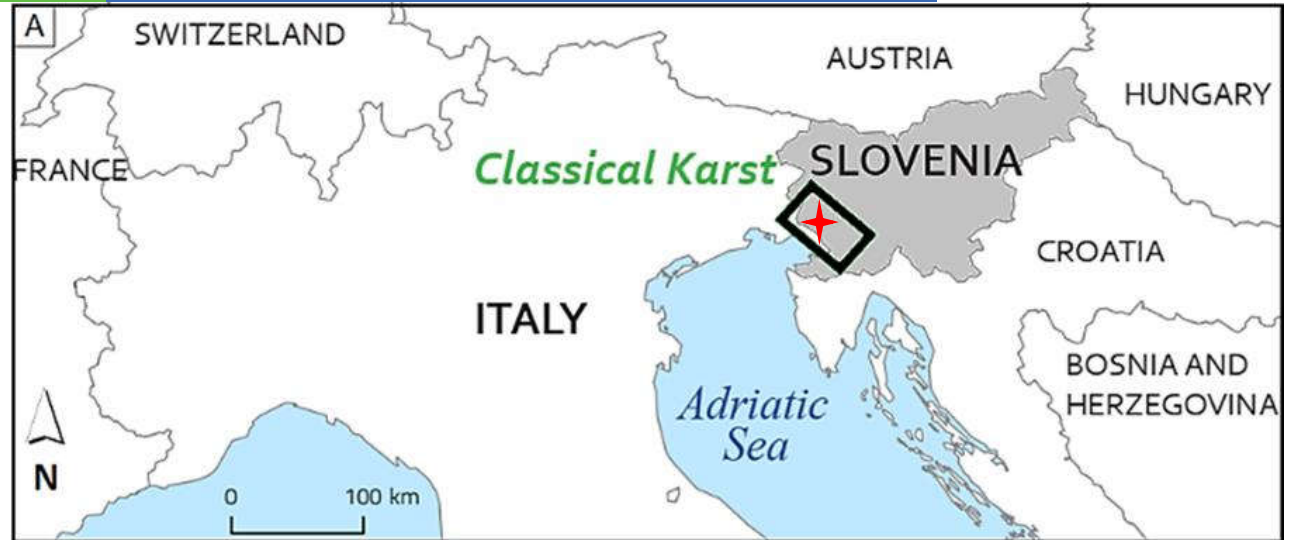 A
SWITZERLAND
AUSTRIA
HUNGARY
FRANCE
Classical Karst
SLOVENIA
CROATIA
ITALY
BOSNIA AND
HERZEGOVINA
Adriatic
Sea
N
0 100 km